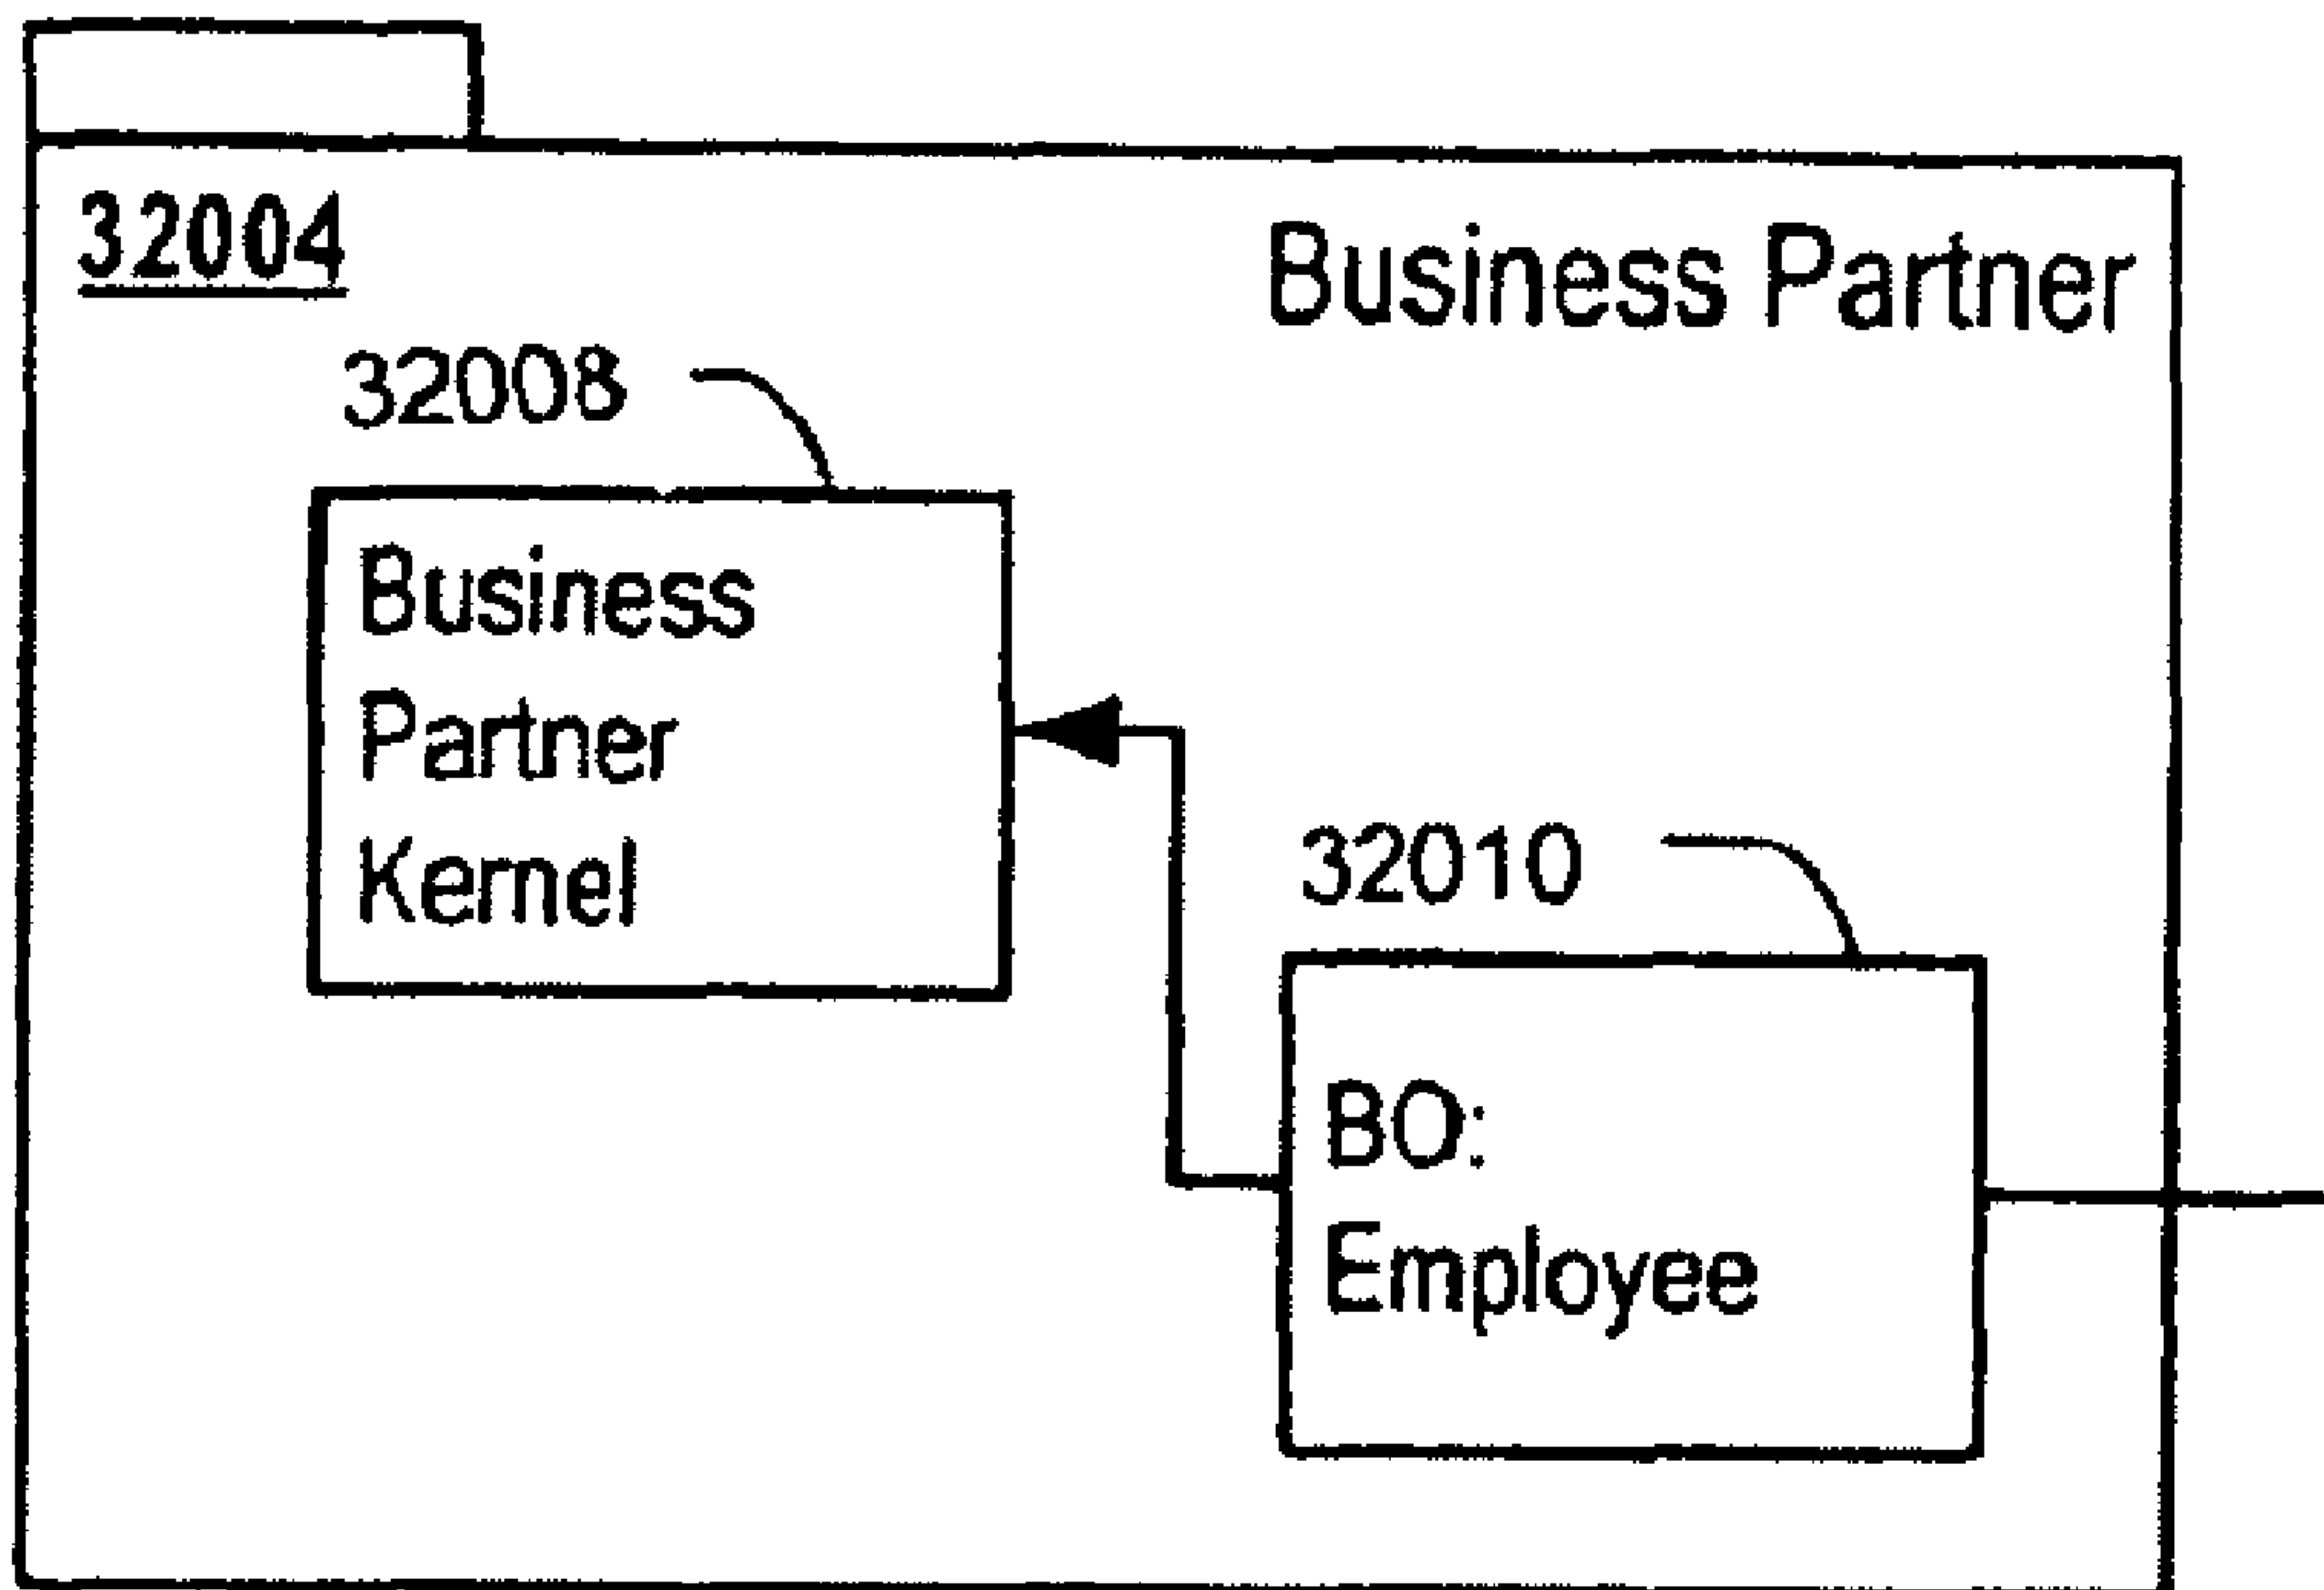 32004
Business Partner
32008
Business
Partner
Kernel
32010
BO:
Employee